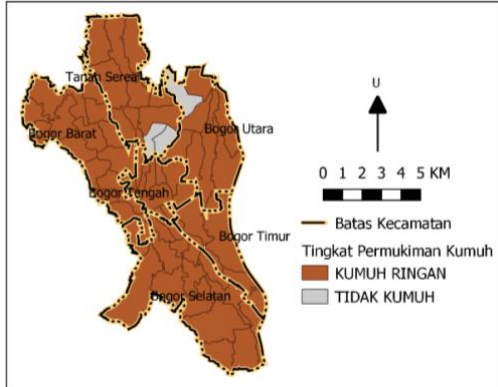 Tanah Sereal
Bogor Barat
Bogor Utara
Bogor Tengah
Bogor Timur
Bogor Selatan
U
0 1 2 3 4 5 KM
Batas Kecamatan
Tingkat Permukiman Kumuh
KUMUH RINGAN
TIDAK KUMUH